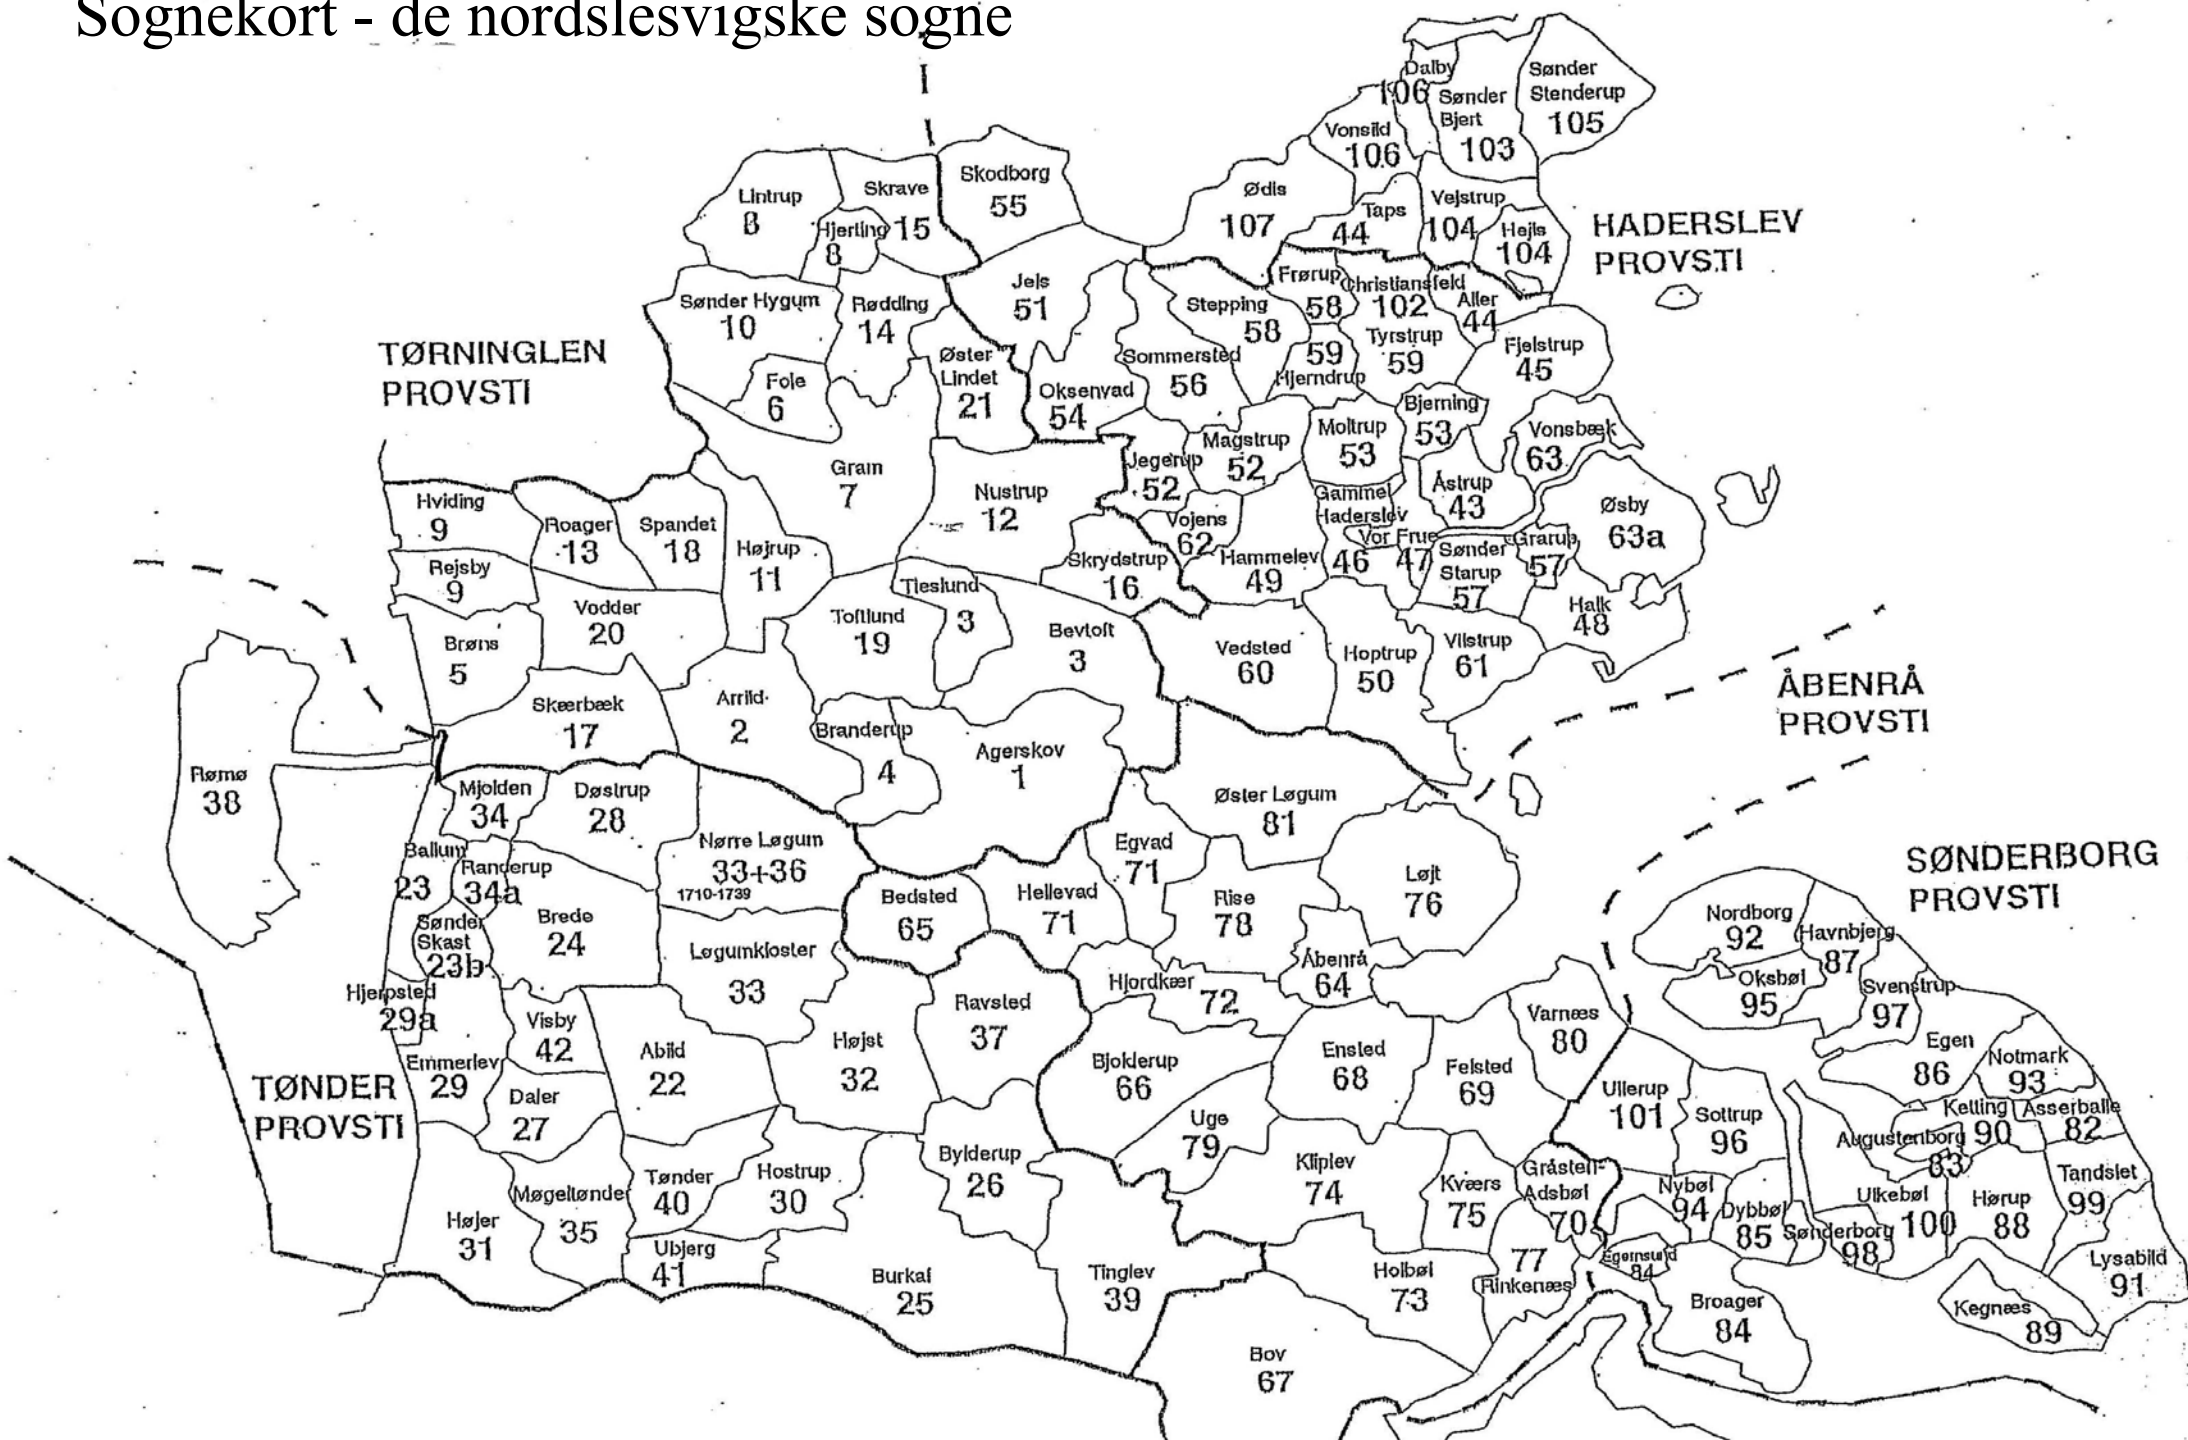 Sognekort - de nordslesvigske sogne
Dalby
106
Sønder
Stenderup
105
Sønder
Bjert
103
Vonsild
106
Skodborg
55
Skrave
15
Lintrup
8
Hjerting
8
Ødis
107
Taps
44
Vejstrup
104
Hejls
104
HADERSLEV
PROVSTI
Sønder Hygum
10
Rødding
14
Jels
51
Stepping
58
Frørup
58
Christiansfeld
102
Aller
44
TØRNINGLEN
PROVSTI
Fole
6
Øster
Lindet
21
Oksenvad
54
Sommersted
56
59
Hjerndrup
Tyrstrup
59
Fjelstrup
45
Bjerning
53
Moltrup
53
Magstrup
52
Jegerup
52
Vonsbæk
63
Åstrup
43
Øsby
63a
Gram
7
Nustrup
12
Hviding
9
Roager
13
Spandet
18
Højrup
11
Vojens
62
Gammel
Haderslev
46
Vor Frue
47
Hammelev
49
Sønder
Starup
57
Grarup
57
Skrydstrup
16
Rejsby
9
Tieslund
3
Halk
48
Vodder
20
Toftlund
19
Bevtoft
3
Brøns
5
Vedsted
60
Hoptrup
50
Vilstrup
61
ÅBENRÅ
PROVSTI
Skærbæk
17
Arrild
2
Branderup
4
Agerskov
1
Rømø
38
Mjolden
34
Døstrup
28
Øster Løgum
81
Nørre Løgum
33+36
1710-1739
Egvad
71
Ballum
23
Randerup
34a
Løjt
76
SØNDERBORG
PROVSTI
Bedsted
65
Hellevad
71
Rise
78
Brede
24
Sønder
Skast
23b
Nordborg
92
Havnbjerg
87
Løgumkloster
33
Åbenrå
64
Hjordkær
72
Oksbøl
95
Svenstrup
97
Hjerpsted
29a
Ravsted
37
Visby
42
Varnæs
80
Abild
22
Højst
32
Ensted
68
Egen
86
Notmark
93
Emmerlev
29
Bjolderup
66
Felsted
69
Ullerup
101
TØNDER
PROVSTI
Daler
27
Uge
79
Sottrup
96
Ketting
90
Asserballe
82
Augustenborg
83
Bylderup
26
Kliplev
74
Kværs
75
Gråsten-
Adsbøl
70
Nybøl
94
Dybbøl
85
Ulkebøl
100
Hørup
88
Tandslet
99
Møgeltønde
35
Tønder
40
Hostrup
30
Højer
31
Ubjerg
41
Sønderborg
98
Egernsund
84
77
Rinkenæs
Lysabild
91
Burkal
25
Tinglev
39
Holbøl
73
Broager
84
Kegnæs
89
Bov
67